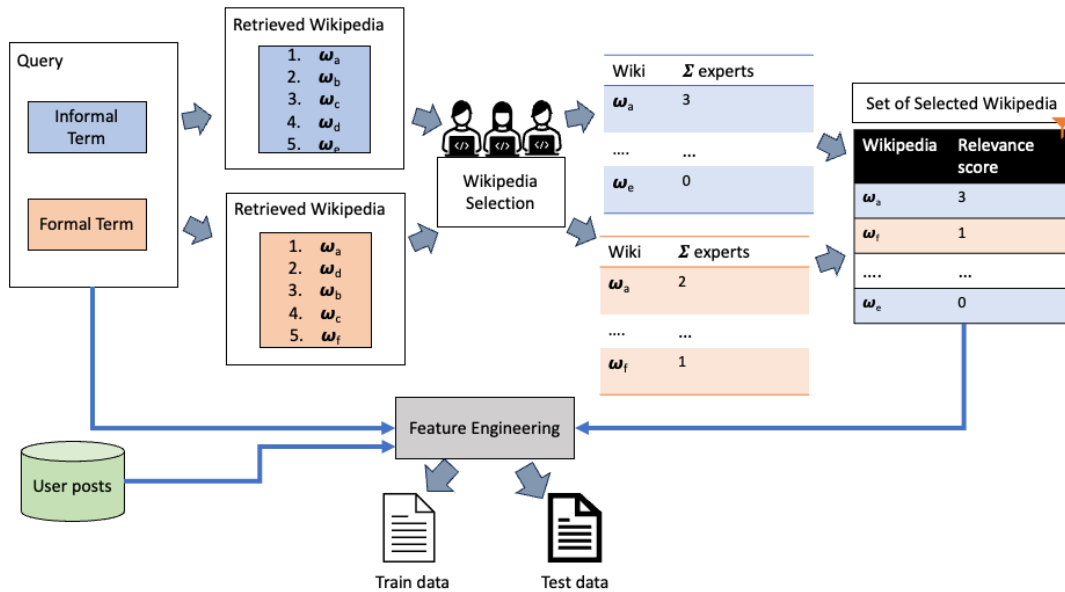 Query
Informal
Term
Formal Term
Retrieved Wikipedia
1. ωa
2. ωb
3. ωc
4. ωd
5. ωe
Retrieved Wikipedia
1. ωa
2. ωd
3. ωb
4. ωc
5. ωf
</> </> </>
Wikipedia
Selection
Wiki Σ experts
ωa 3
.... ...
ωe 0
Wiki Σ experts
ωa 2
.... ...
ωf 1
Set of Selected Wikipedia
Wikipedia Relevance
score
ωa 3
ωf 1
.... ...
ωe 0
Feature Engineering
User posts
Train data
Test data